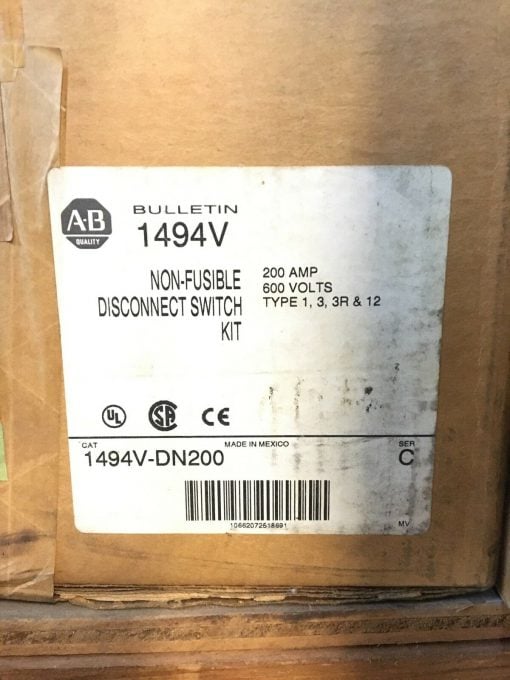 A-B
QUALITY
BULLETIN
1494V
NON-FUSIBLE
DISCONNECT SWITCH
KIT
200 AMP
600 VOLTS
TYPE 1, 3, 3R & 12
UL
SA
CE
CAT
MADE IN MEXICO
SER
1494V-DN200
C
10662072518691
MV